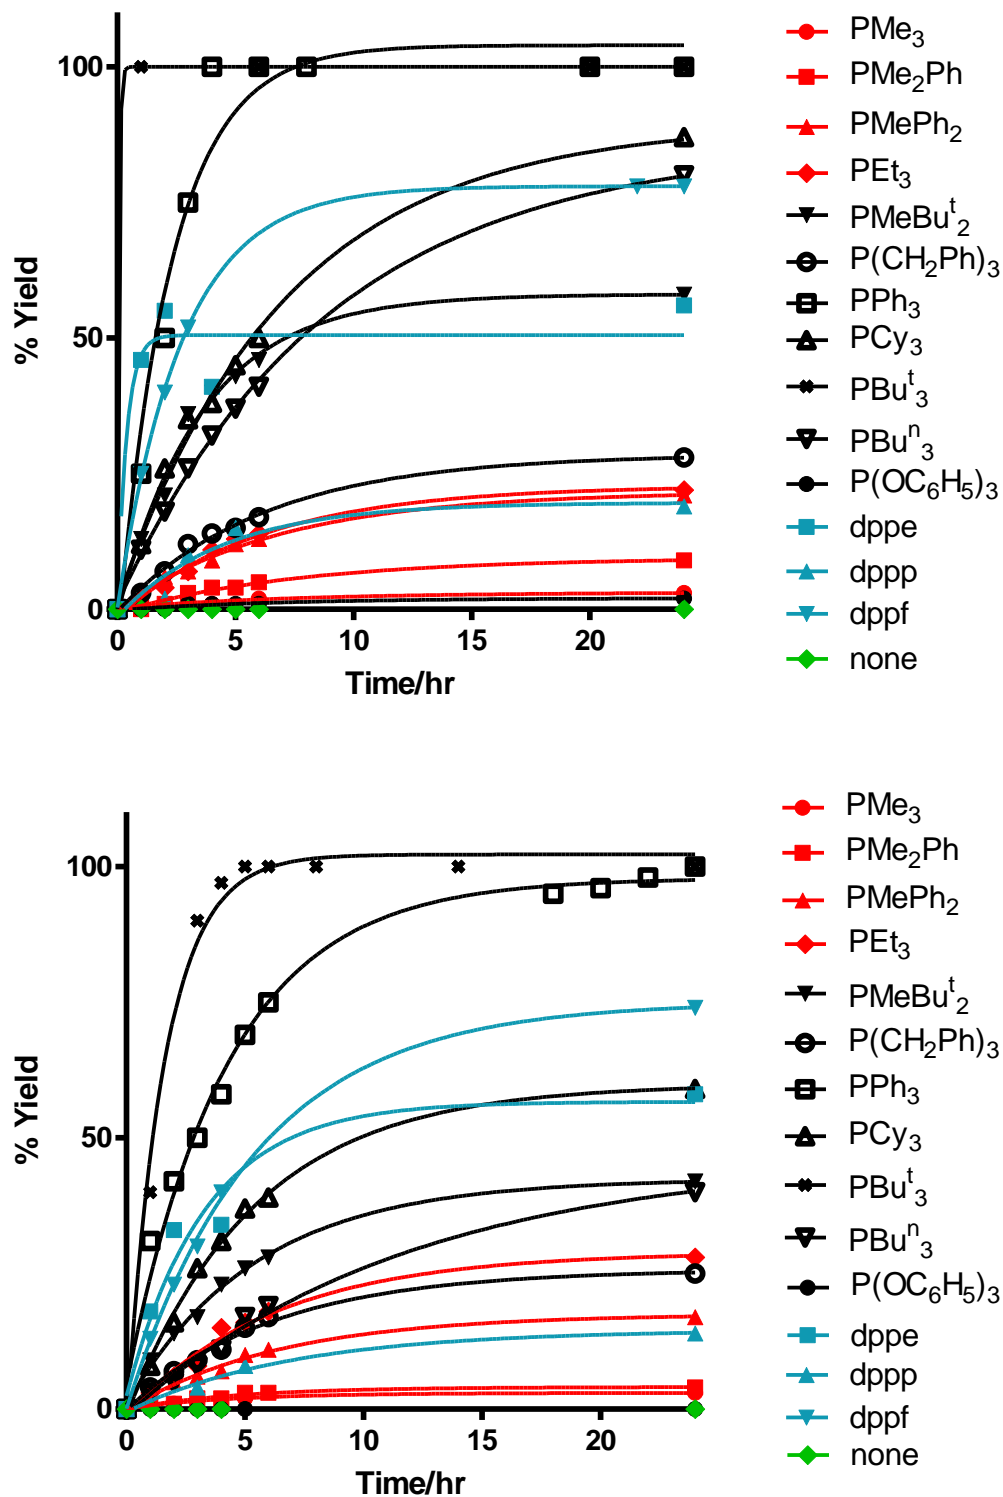 100
50
0
0
5
10
15
20
% Yield
Time/hr
PMe3
PMe2Ph
PMePh2
PEt3
PMeBut2
P(CH2Ph)3
PPh3
PCy3
PBut3
PBun3
P(OC6H5)3
dppe
dppp
dppf
none
100
50
0
0
5
10
15
20
% Yield
Time/hr
PMe3
PMe2Ph
PMePh2
PEt3
PMeBut2
P(CH2Ph)3
PPh3
PCy3
PBut3
PBun3
P(OC6H5)3
dppe
dppp
dppf
none